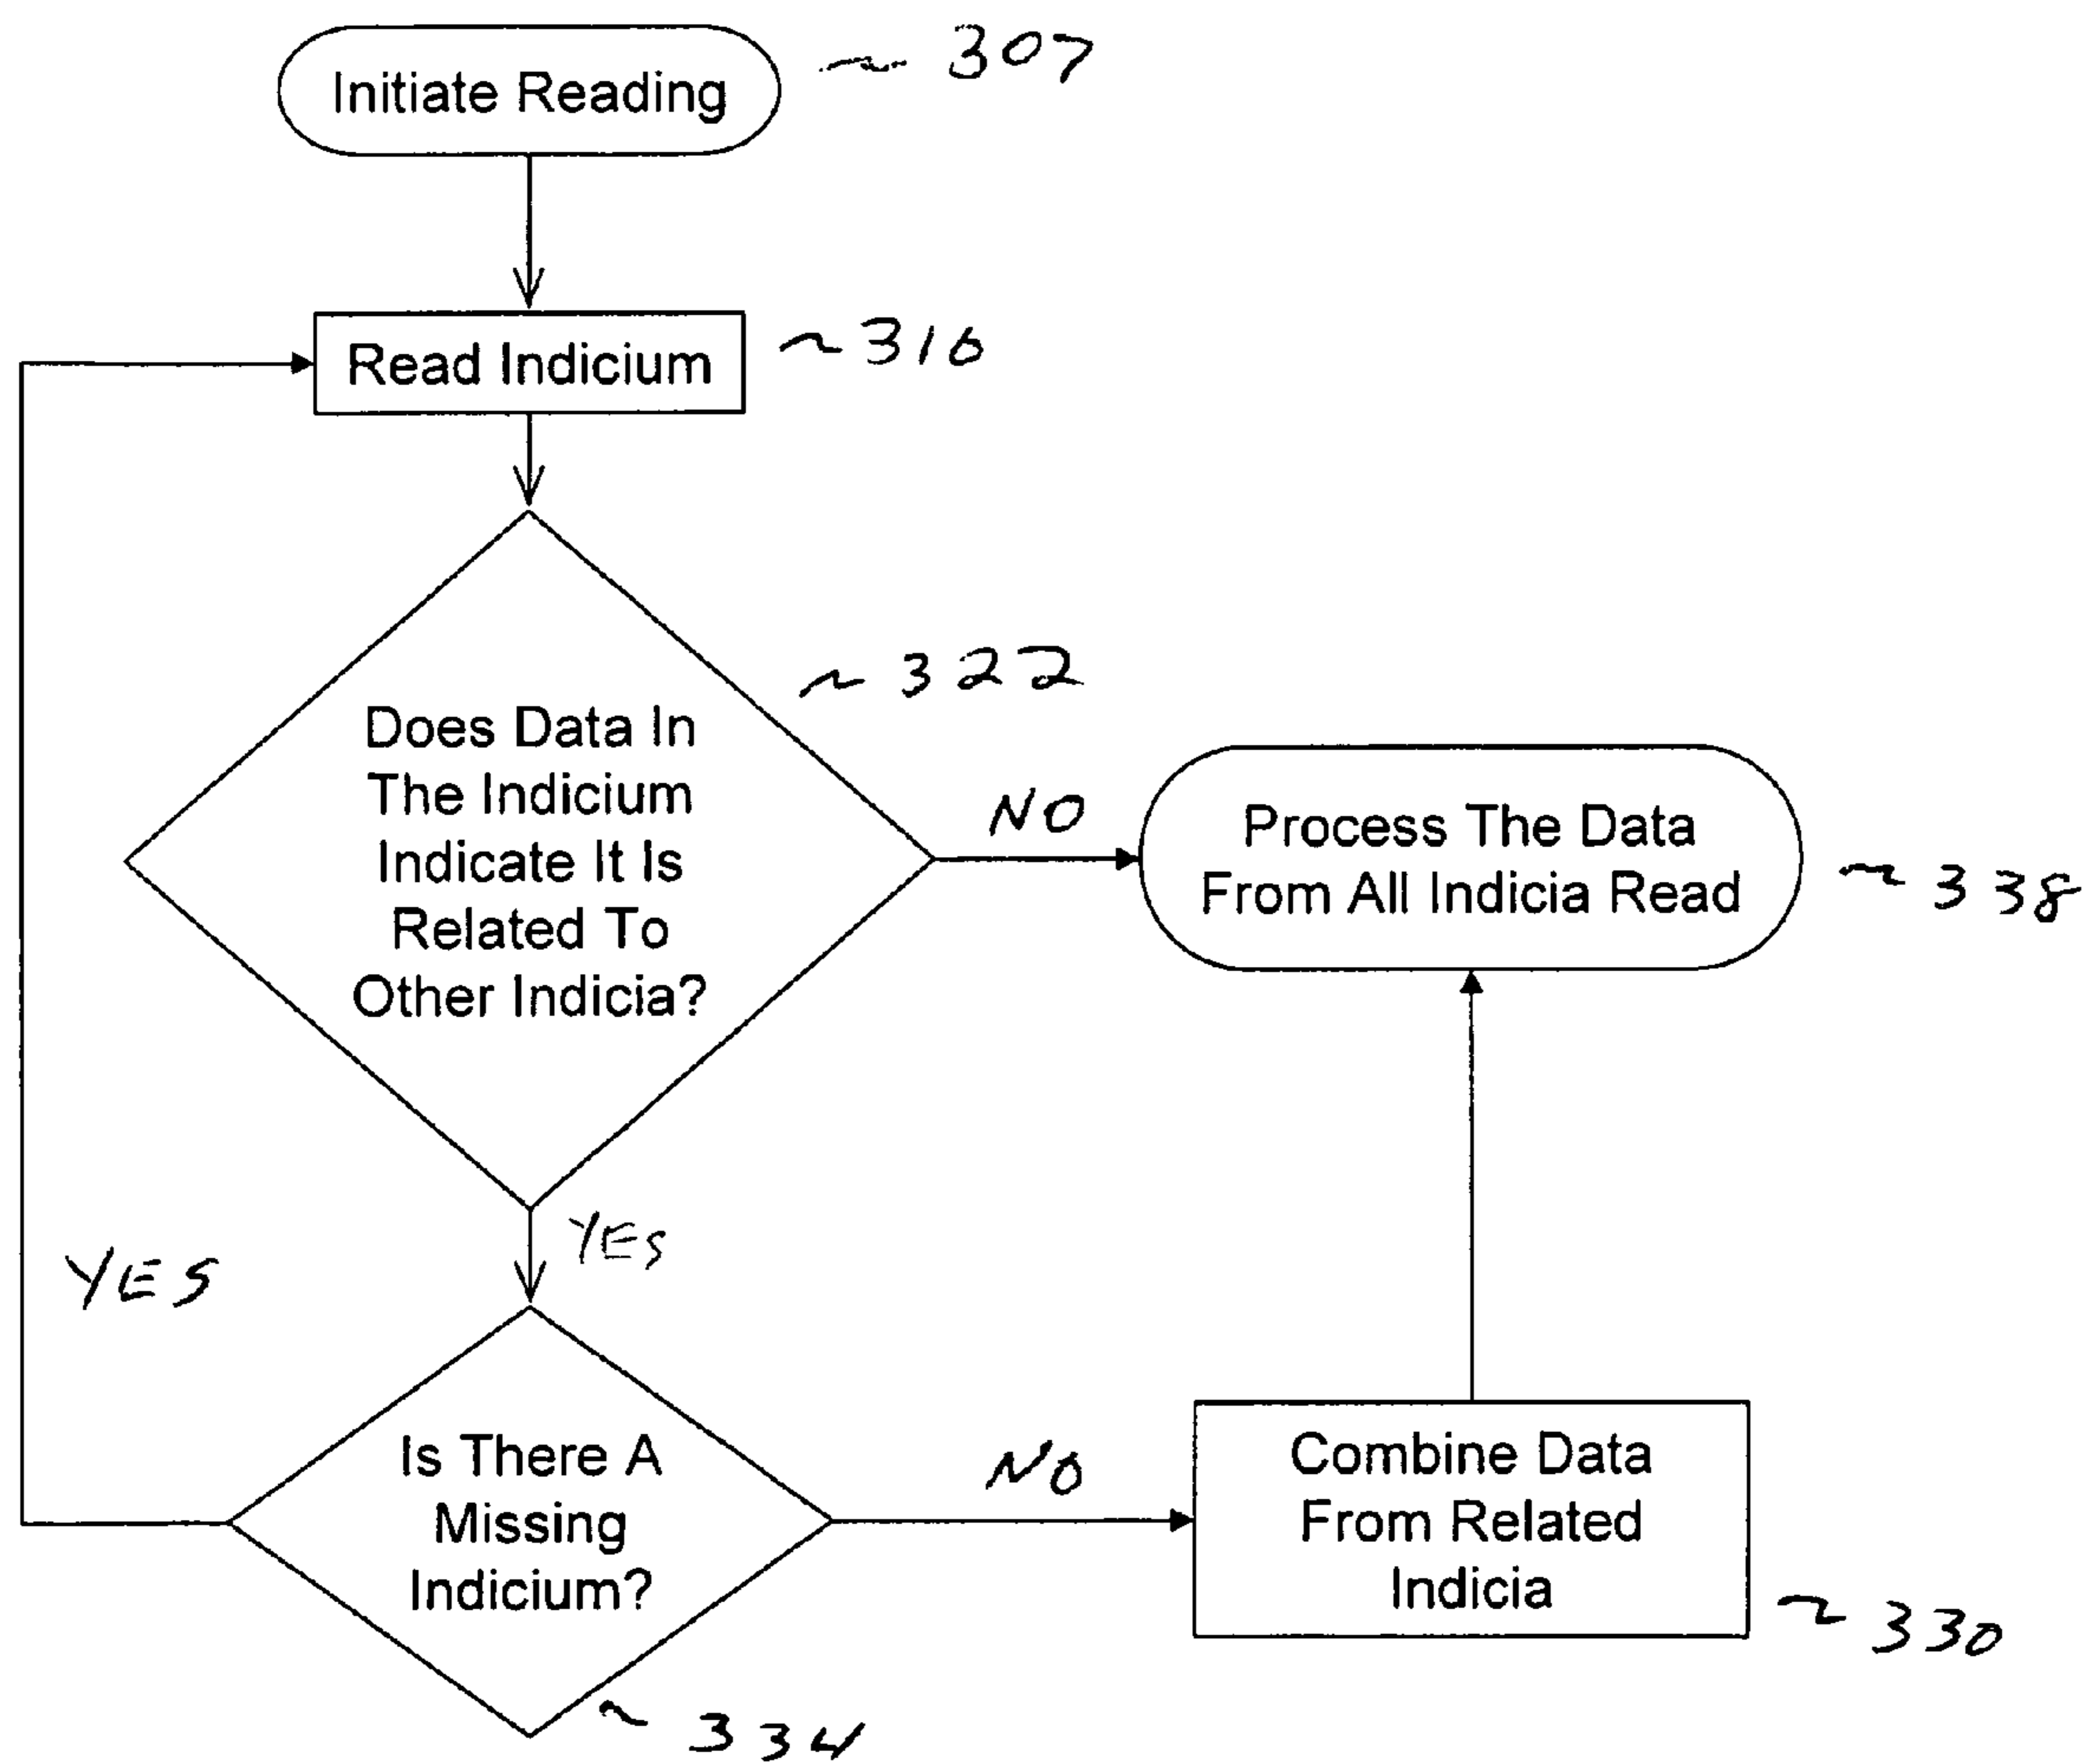 Initiate Reading
~ 307
Read Indicium
~ 316
Does Data In
The Indicium
Indicate It Is
Related To
Other Indicia?
~ 322
NO
Process The Data
From All Indicia Read
~ 338
YES
YES
Is There A
Missing
Indicium?
~ 334
NO
Combine Data
From Related
Indicia
~ 330